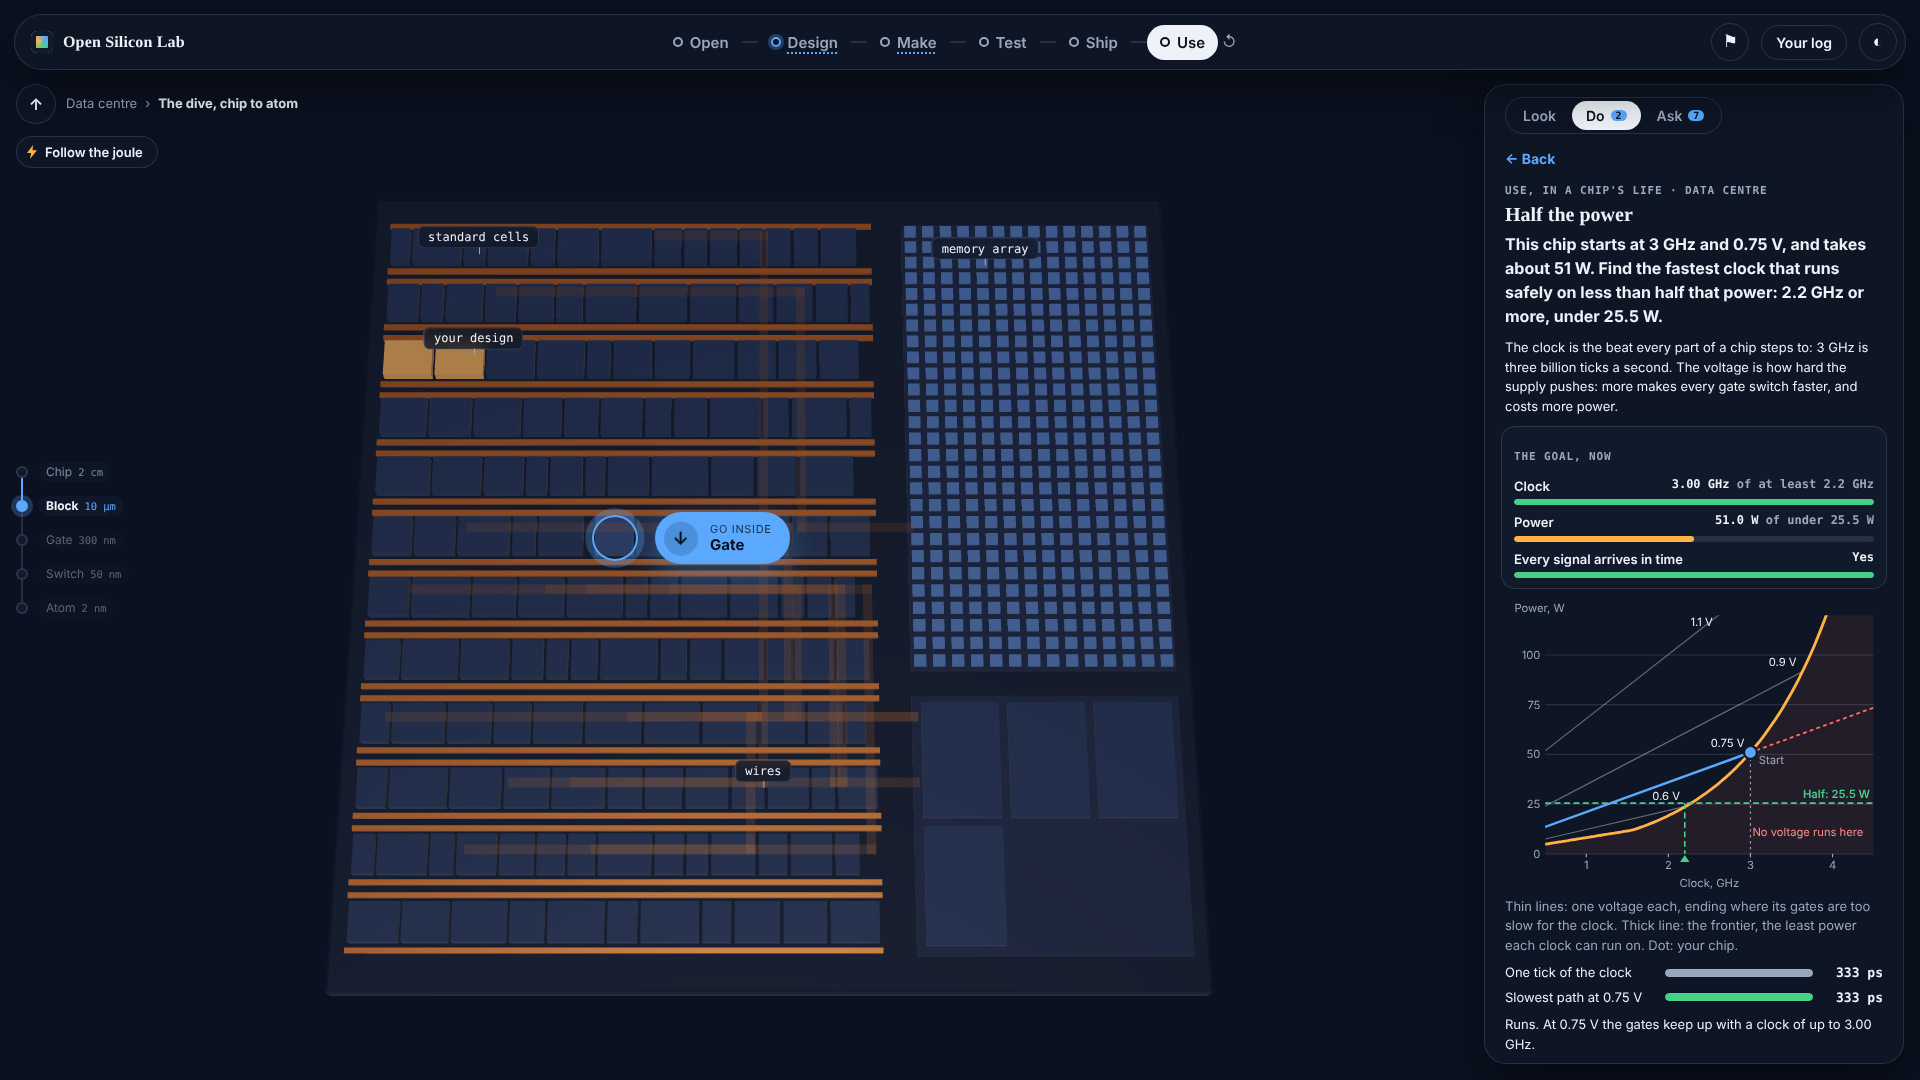 Open Silicon Lab
Open
Design
Make
Test
Ship
Use
Your log
Data centre › The dive, chip to atom
Follow the joule
standard cells
memory array
your design
wires
GO INSIDE
Gate
Chip 2 cm
Block 10 µm
Gate 300 nm
Switch 50 nm
Atom 2 nm
Look
Do 2
Ask 7
← Back
USE, IN A CHIP'S LIFE · DATA CENTRE
Half the power
This chip starts at 3 GHz and 0.75 V, and takes
about 51 W. Find the fastest clock that runs
safely on less than half that power: 2.2 GHz or
more, under 25.5 W.
The clock is the beat every part of a chip steps to: 3 GHz is
three billion ticks a second. The voltage is how hard the
supply pushes: more makes every gate switch faster, and
costs more power.
THE GOAL, NOW
Clock 3.00 GHz of at least 2.2 GHz
Power 51.0 W of under 25.5 W
Every signal arrives in time Yes
Power, W
1.1 V
100
0.9 V
75
0.75 V
50
Start
0.6 V
Half: 25.5 W
25
No voltage runs here
0
1 2 3 4
Clock, GHz
Thin lines: one voltage each, ending where its gates are too
slow for the clock. Thick line: the frontier, the least power
each clock can run on. Dot: your chip.
One tick of the clock 333 ps
Slowest path at 0.75 V 333 ps
Runs. At 0.75 V the gates keep up with a clock of up to 3.00
GHz.